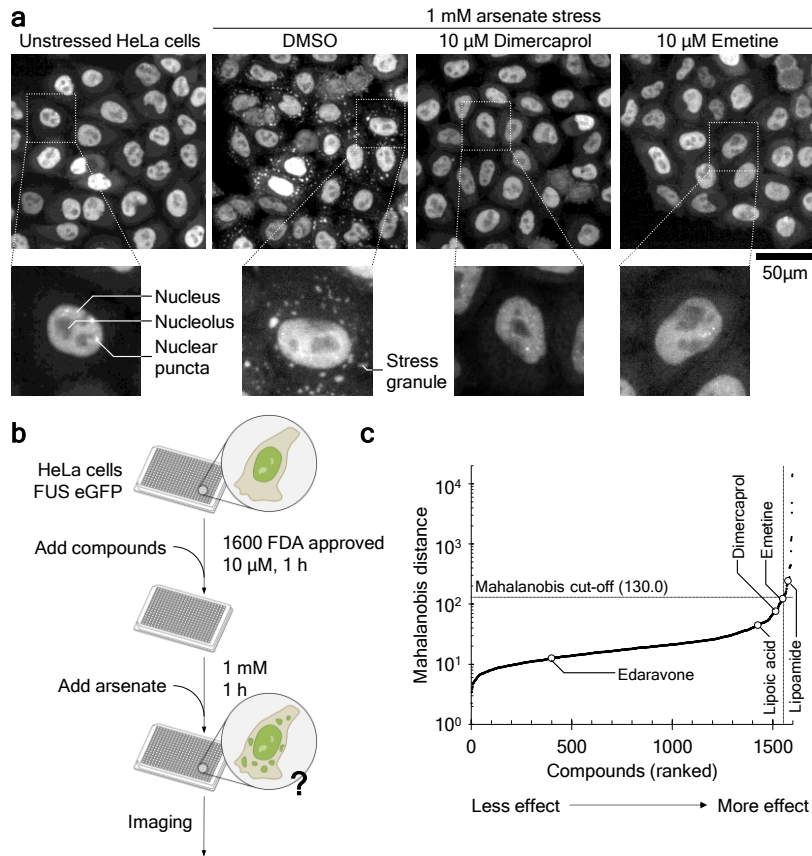 a
1 mM arsenate stress
Unstressed HeLa cells
DMSO
10 µM Dimercaprol
10 µM Emetine
50µm
Nucleus
Nucleolus
Nuclear
puncta
Stress
granule
b
HeLa cells
FUS eGFP
Add compounds
1600 FDA approved
10 µM, 1 h
Add arsenate
1 mM
1 h
?
Imaging
c
Mahalanobis distance
10⁴
10³
10²
10¹
10⁰
Mahalanobis cut-off (130.0)
Dimercaprol
Emetine
Edaravone
Lipoic acid
Lipoamide
0
500
1000
1500
Compounds (ranked)
Less effect
More effect